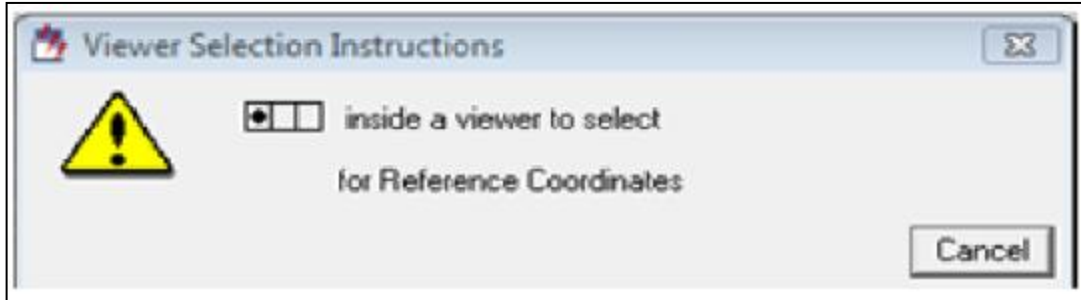 Viewer Selection Instructions
inside a viewer to select
for Reference Coordinates
Cancel